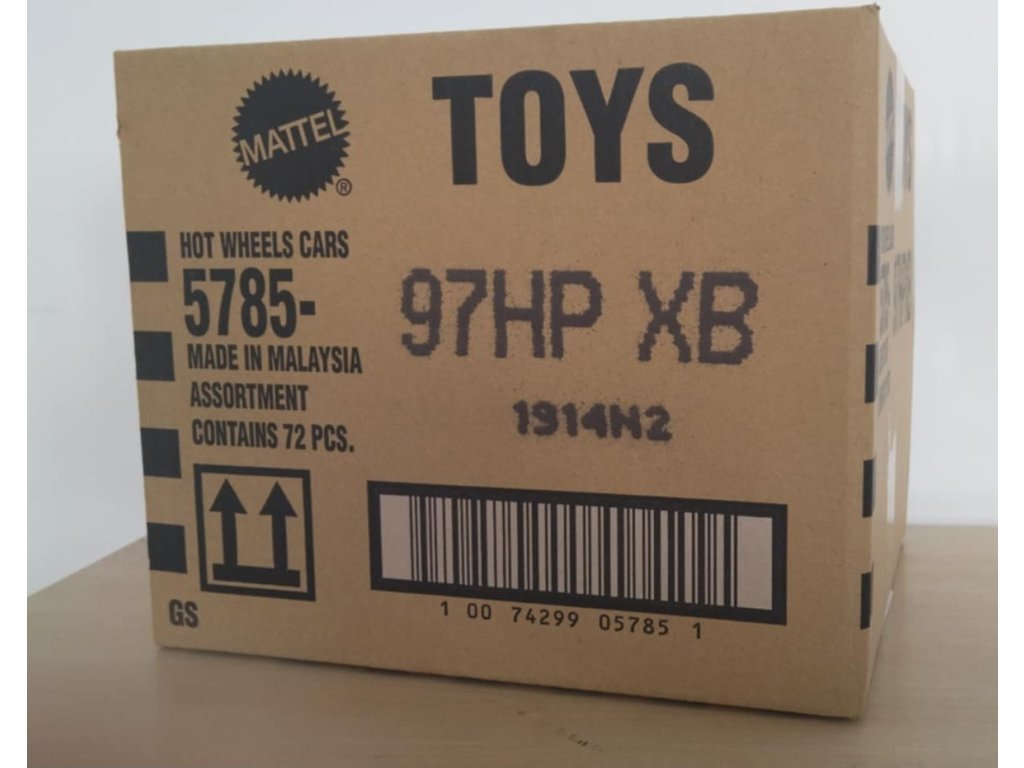 MATTEL®
TOYS
HOT WHEELS CARS
5785-
97HP XB
MADE IN MALAYSIA
ASSORTMENT
1914N2
CONTAINS 72 PCS.
GS
1 00 74299 05785 1